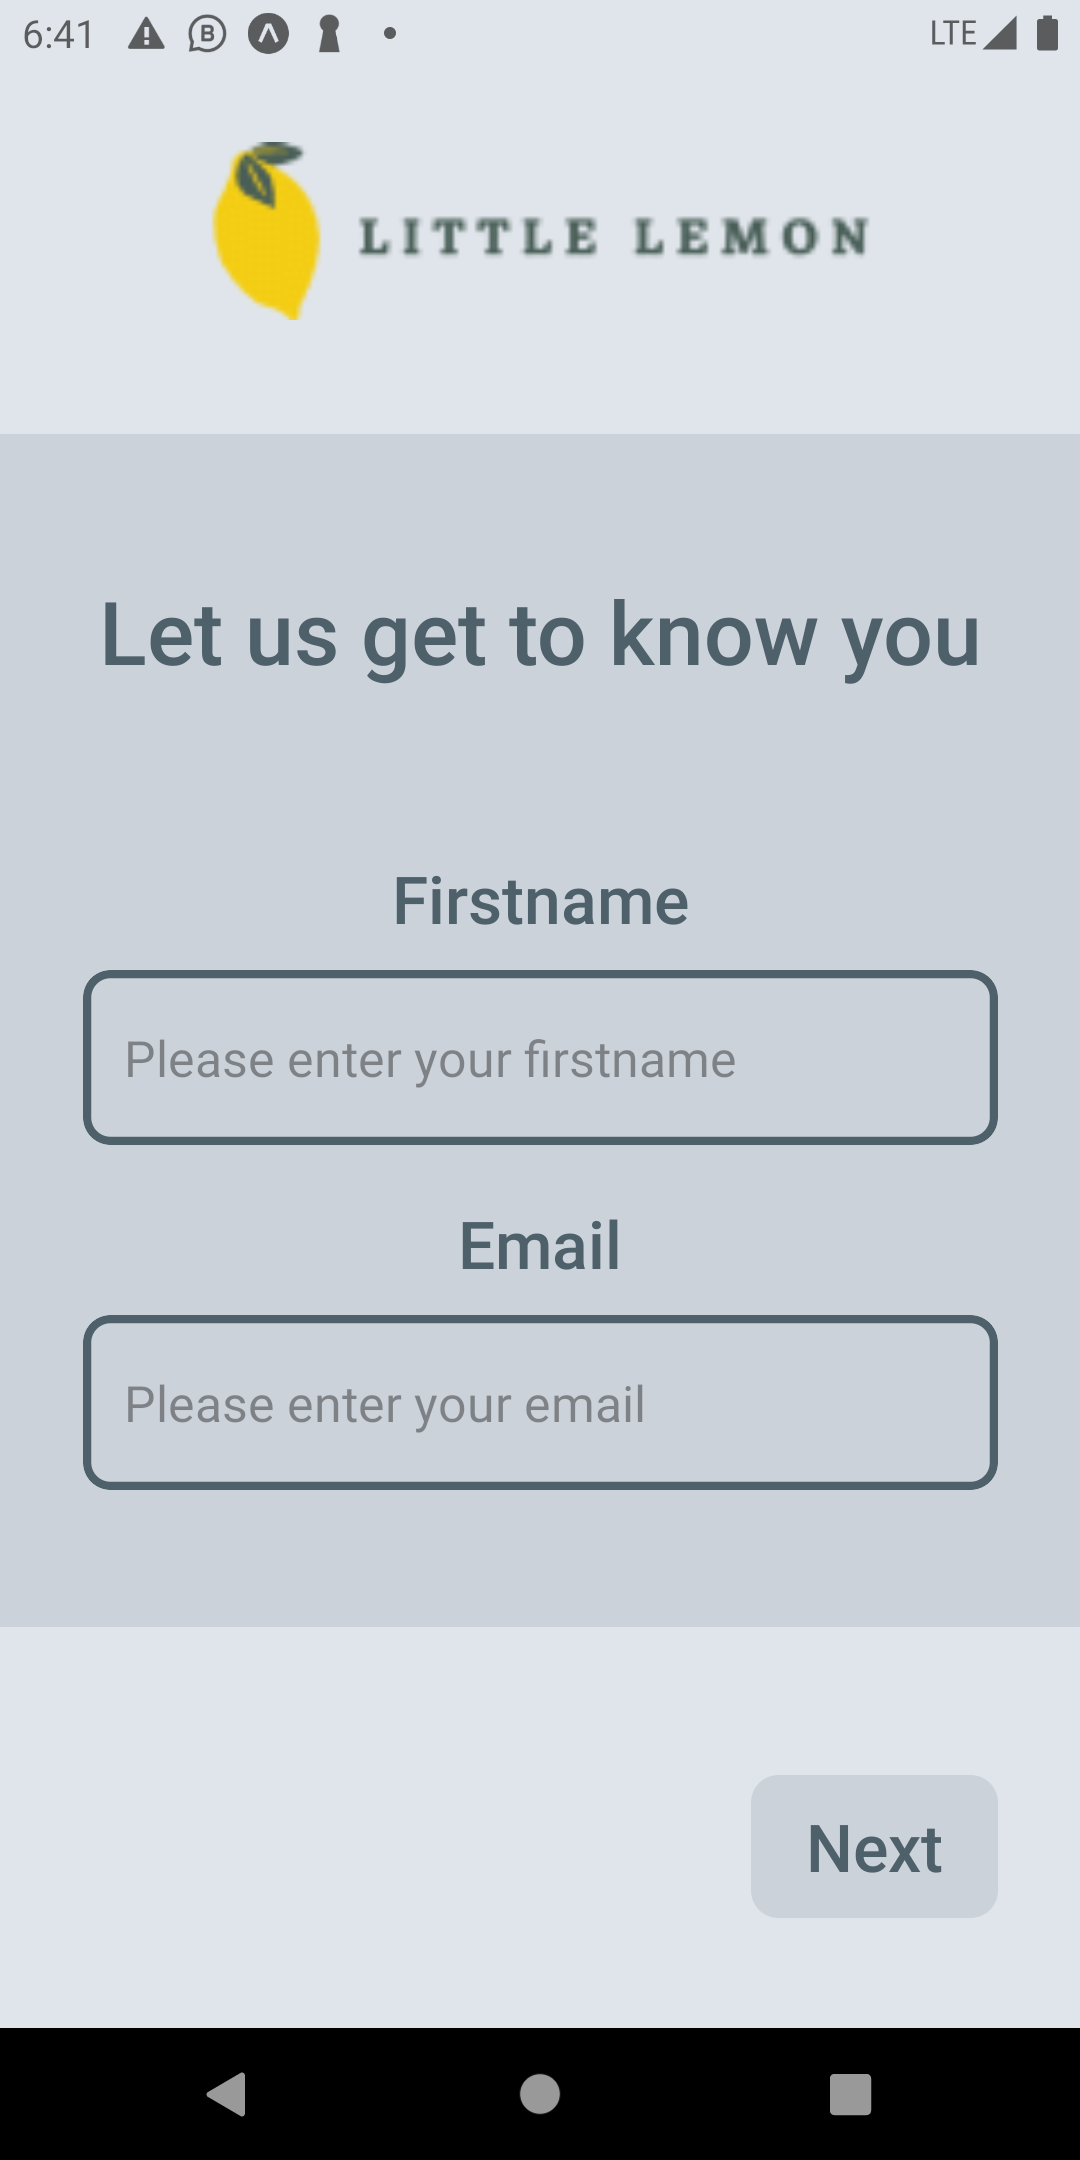 6:41
LTE
LITTLE LEMON
Let us get to know you
Firstname
Please enter your firstname
Email
Please enter your email
Next